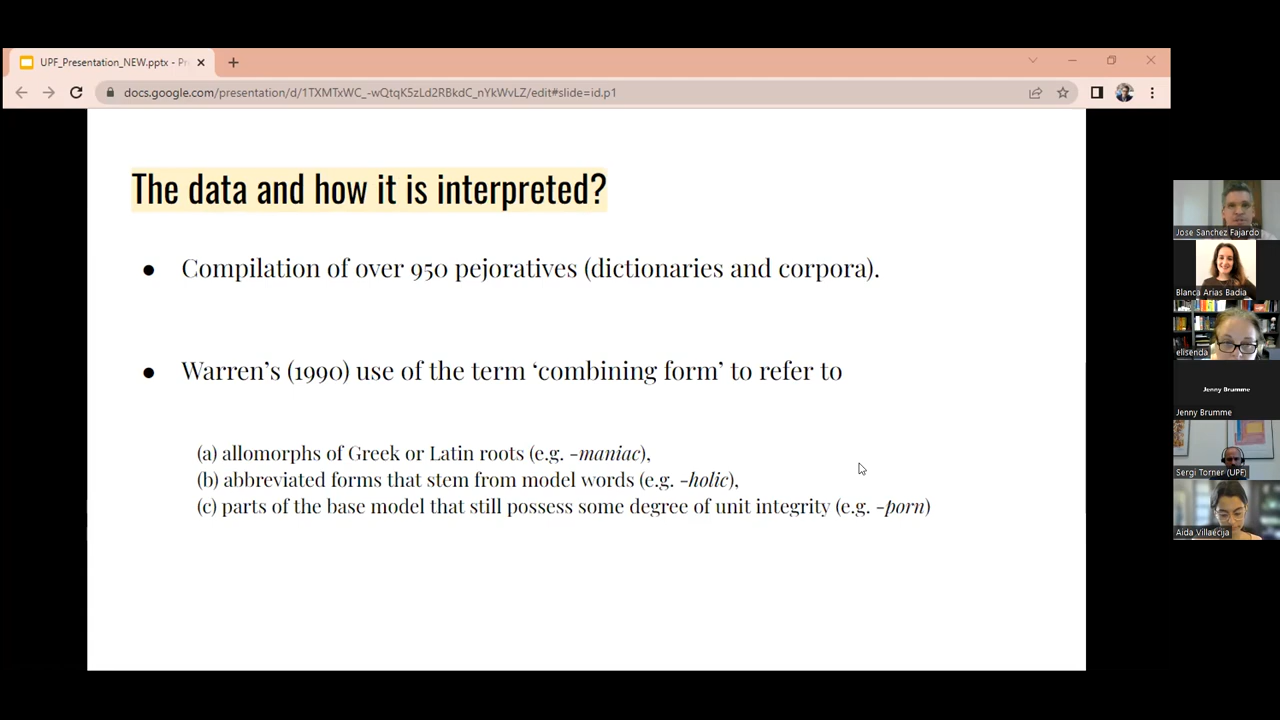 UPF_Presentation_NEW.pptx - Pr
docs.google.com/presentation/d/1TXMTxWC_-wQtqK5zLd2RBkdC_nYkWvLZ/edit#slide=id.p1
The data and how it is interpreted?
● Compilation of over 950 pejoratives (dictionaries and corpora).
● Warren’s (1990) use of the term ‘combining form’ to refer to
(a) allomorphs of Greek or Latin roots (e.g. -maniac),
(b) abbreviated forms that stem from model words (e.g. -holic),
(c) parts of the base model that still possess some degree of unit integrity (e.g. -porn)
Jose Sanchez Fajardo
Blanca Arias Badia
elisenda
Jenny Brumme
Jenny Brumme
Sergi Torner (UPF)
Aida Villaécija